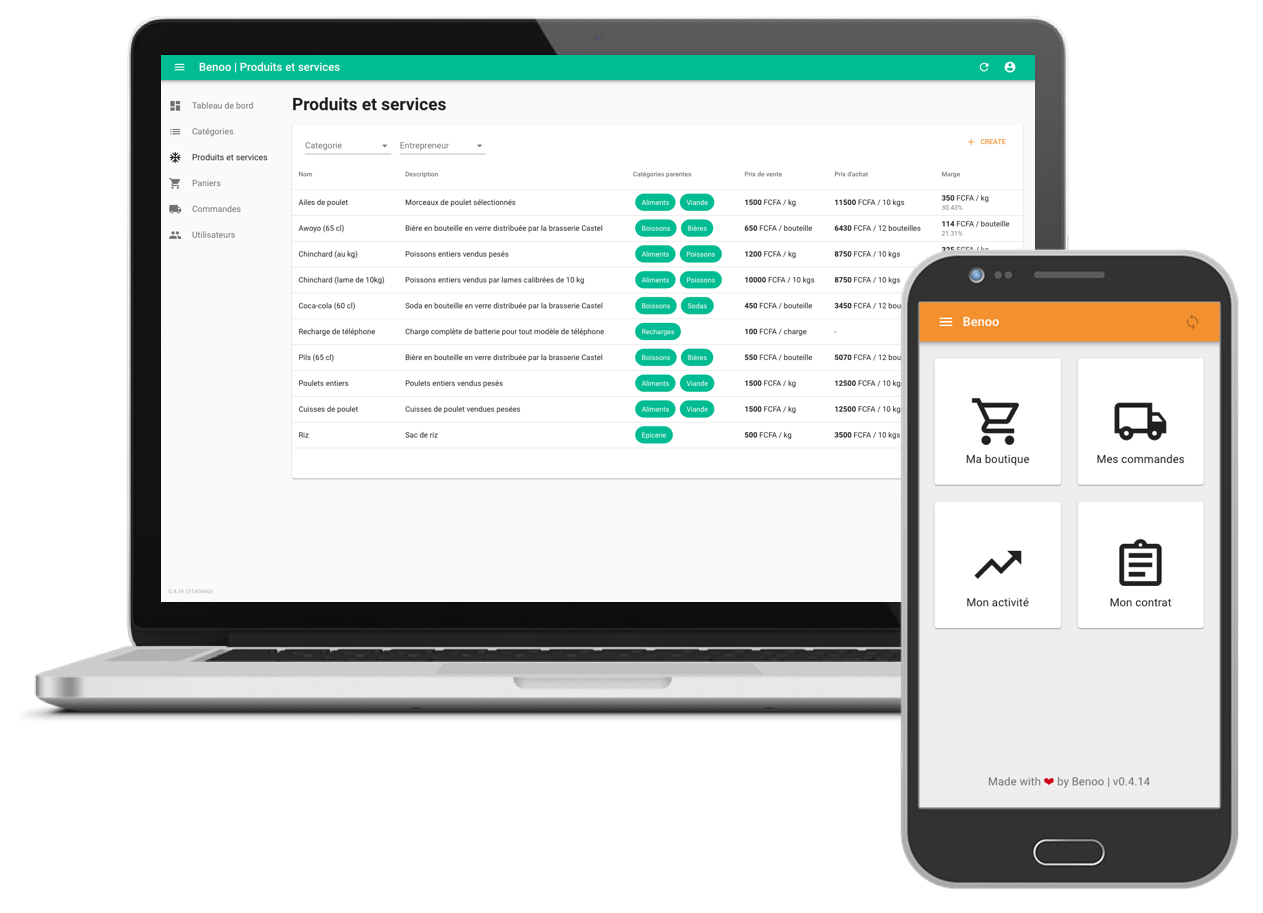 Benoo | Produits et services
Tableau de bord
Catégories
Produits et services
Paniers
Commandes
Utilisateurs
0.4.14 (STAGING)
Produits et services
Categorie Entrepreneur + CREATE
Nom Description Catégories parentes Prix de vente Prix d'achat Marge
Ailes de poulet Morceaux de poulet sélectionnés Aliments Viande 1500 FCFA / kg 11500 FCFA / 10 kgs 350 FCFA / kg
30.43%
Awoyo (65 cl) Bière en bouteille en verre distribuée par la brasserie Castel Boissons Bières 650 FCFA / bouteille 6430 FCFA / 12 bouteilles 114 FCFA / bouteille
21.31%
Chinchard (au kg) Poissons entiers vendus pesés Aliments Poissons 1200 FCFA / kg 8750 FCFA / 10 kgs 325 FCFA / kg
Chinchard (lame de 10kg) Poissons entiers vendus par lames calibrées de 10 kg Aliments Poissons 10000 FCFA / 10 kgs 8750 FCFA / 10 kgs
Coca-cola (60 cl) Soda en bouteille en verre distribuée par la brasserie Castel Boissons Sodas 450 FCFA / bouteille 3450 FCFA / 12 bou
Recharge de téléphone Charge complète de batterie pour tout modèle de téléphone Recharges 100 FCFA / charge -
Pils (65 cl) Bière en bouteille en verre distribuée par la brasserie Castel Boissons Bières 550 FCFA / bouteille 5070 FCFA / 12 bou
Poulets entiers Poulets entiers vendus pesés Aliments Viande 1500 FCFA / kg 12500 FCFA / 10 kg
Cuisses de poulet Cuisses de poulet vendues pesées Aliments Viande 1500 FCFA / kg 12500 FCFA / 10 kg
Riz Sac de riz Epicerie 500 FCFA / kg 3500 FCFA / 10 kgs
Benoo
Ma boutique
Mes commandes
Mon activité
Mon contrat
Made with ❤ by Benoo | v0.4.14